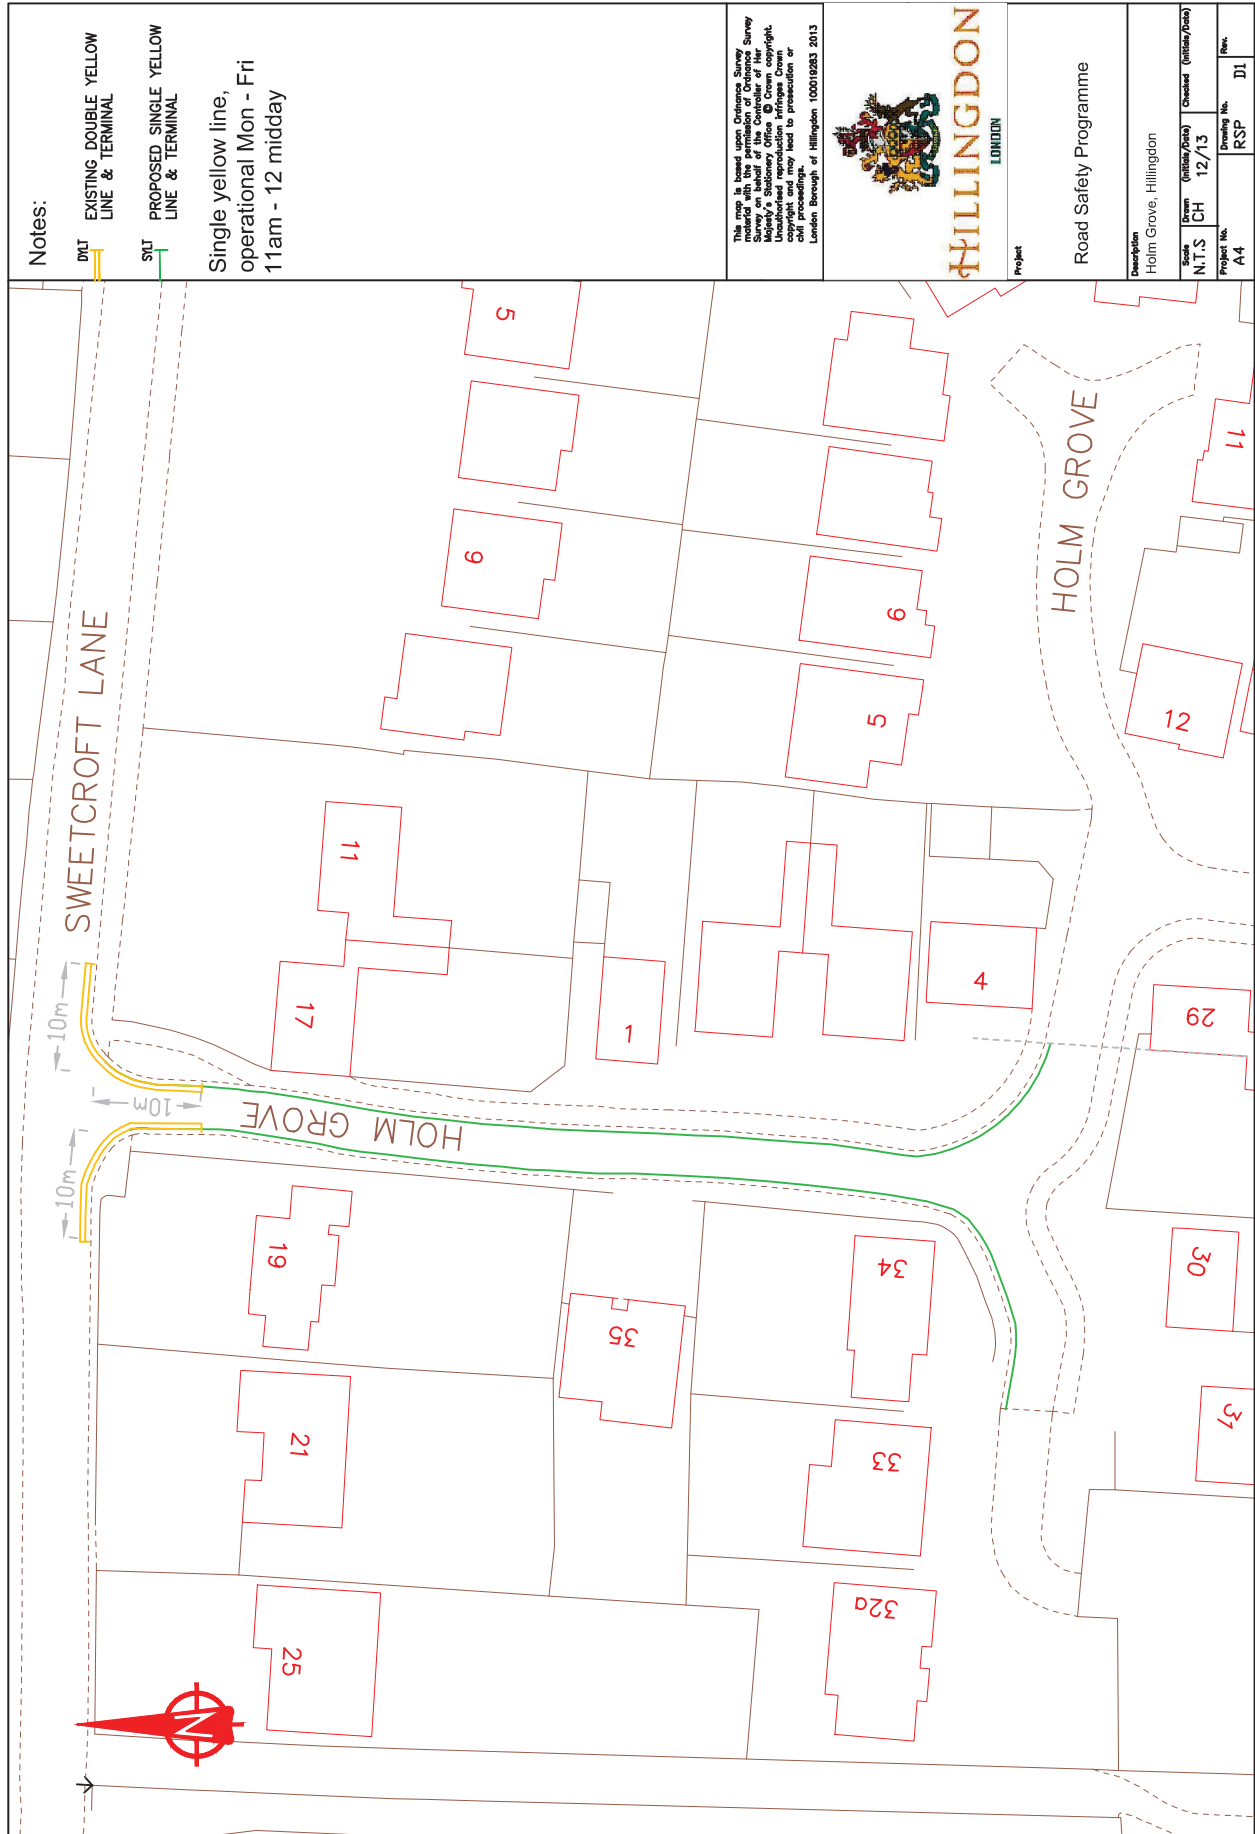 Notes:
DYLT
EXISTING DOUBLE YELLOW
LINE & TERMINAL
SYLT
PROPOSED SINGLE YELLOW
LINE & TERMINAL
Single yellow line,
operational Mon - Fri
11am - 12 midday
This map is based upon Ordnance Survey
material with the permission of Ordnance Survey
Survey on behalf of the Controller of Her
Majesty's Stationery Office © Crown copyright.
Unauthorised reproduction infringes Crown
copyright and may lead to prosecution or
civil proceedings.
London Borough of Hillingdon 100019283 2013
HILLINGDON
LONDON
Project
Road Safety Programme
Description
Holm Grove, Hillingdon
Scale
N.T.S
Drawn (Initials/Date)
CH 12/13
Checked (Initials/Date)
Project No.
A4
Drawing No.
RSP
Rev.
D1
SWEETCROFT LANE
10m
10m
10m
HOLM GROVE
HOLM GROVE
5
9
9
5
11
12
11
17
1
4
29
19
35
34
30
21
33
31
25
32a
N